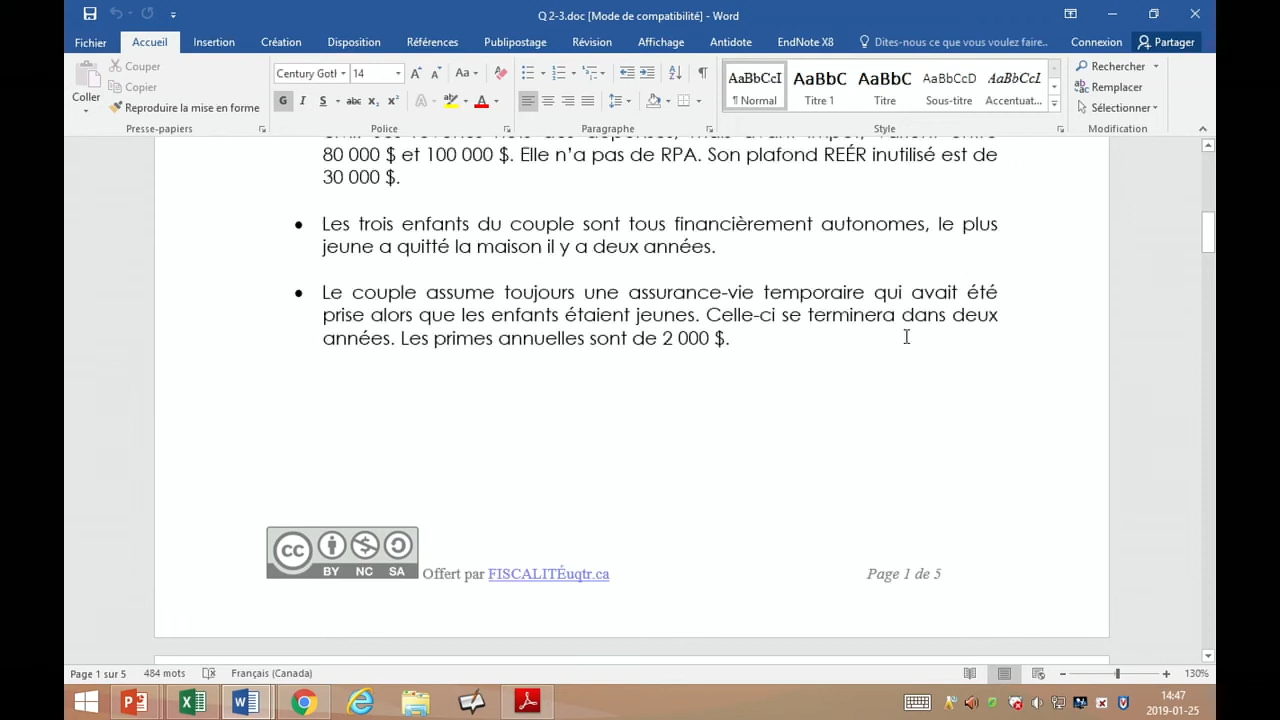 Q 2-3.doc [Mode de compatibilité] - Word
Fichier Accueil Insertion Création Disposition Références Publipostage Révision Affichage Antidote EndNote X8 Dites-nous ce que vous voulez faire.. Connexion Partager
Coller
Couper
Copier
Reproduire la mise en forme
Presse-papiers
Century Gotl 14
G I S abc x₂ x²
Police
Paragraphe
AaBbCcI AaBbC AaBbC AaBbCcD AaBbCcL
¶ Normal Titre 1 Titre Sous-titre Accentuat...
Style
Rechercher
Remplacer
Sélectionner
Modification
80 000 $ et 100 000 $. Elle n’a pas de RPA. Son plafond REÉR inutilisé est de
30 000 $.
• Les trois enfants du couple sont tous financièrement autonomes, le plus
jeune a quitté la maison il y a deux années.
• Le couple assume toujours une assurance-vie temporaire qui avait été
prise alors que les enfants étaient jeunes. Celle-ci se terminera dans deux
années. Les primes annuelles sont de 2 000 $.
CC BY NC SA
Offert par FISCALITÉuqtr.ca
Page 1 de 5
Page 1 sur 5 484 mots Français (Canada) 130%
14:47
2019-01-25